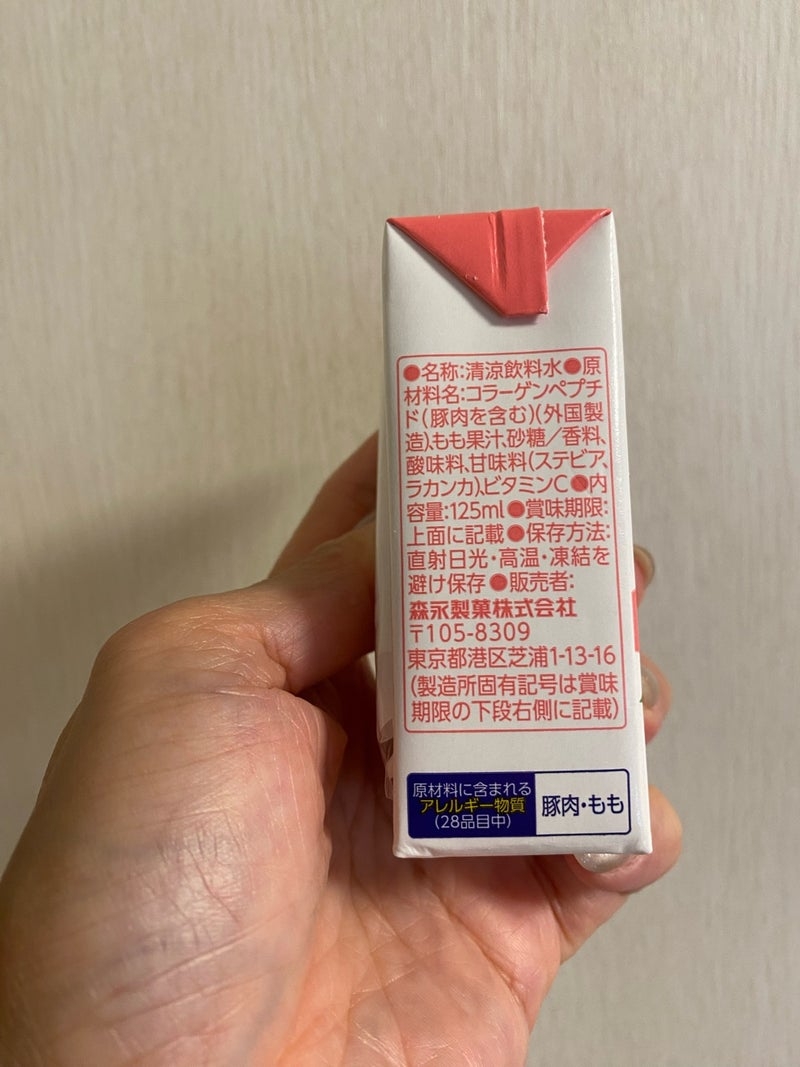 ●名称:清涼飲料水●原
材料名:コラーゲンペプチ
ド(豚肉を含む)(外国製
造)、もも果汁、砂糖／香料、
酸味料、甘味料(ステビア、
ラカンカ)、ビタミンC●内
容量:125ml●賞味期限:
上面に記載●保存方法:
直射日光・高温・凍結を
避け保存●販売者:
森永製菓株式会社
〒105-8309
東京都港区芝浦1-13-16
(製造所固有記号は賞味
期限の下段右側に記載)
原材料に含まれる
アレルギー物質
(28品目中)
豚肉・もも